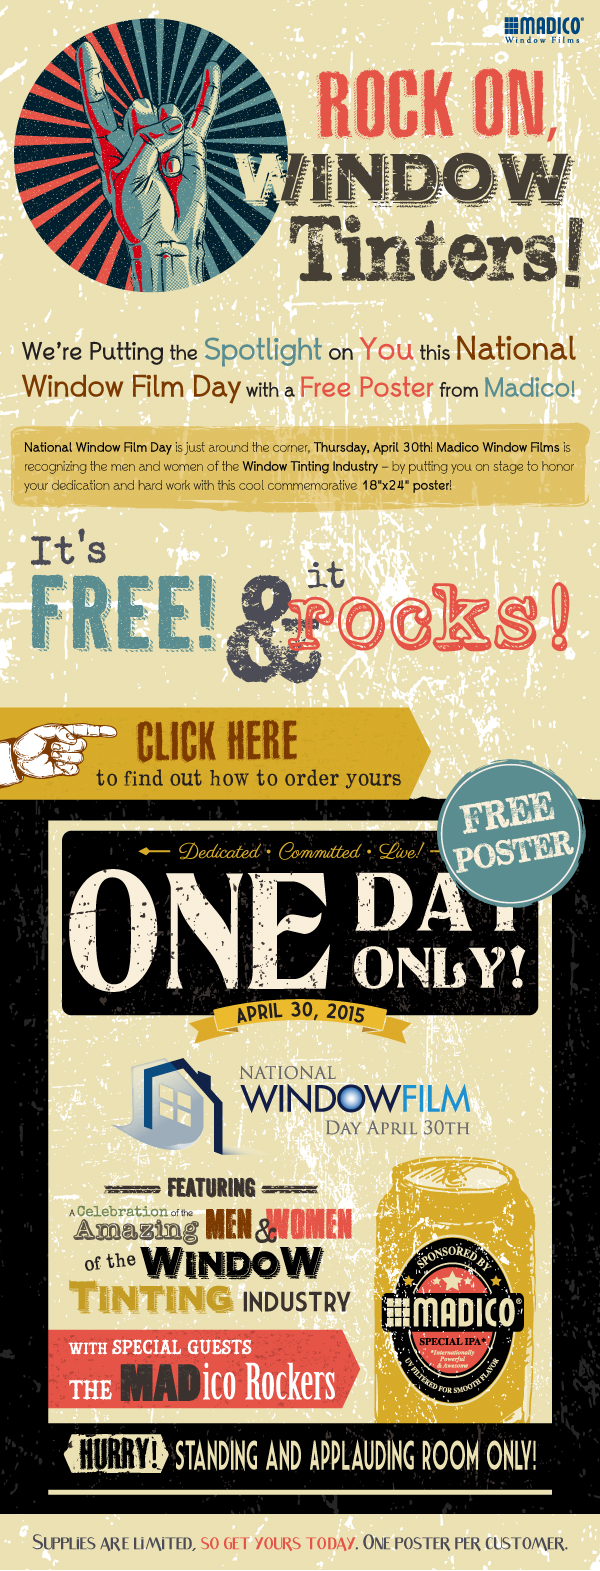 MADICO®
Window Films
ROCK ON,
WINDOW
Tinters!
We're Putting the Spotlight on You this National
Window Film Day with a Free Poster from Madico!
National Window Film Day is just around the corner, Thursday, April 30th! Madico Window Films is
recognizing the men and women of the Window Tinting Industry – by putting you on stage to honor
your dedication and hard work with this cool commemorative 18"x24" poster!
It's
FREE!
& it
rocks!
CLICK HERE
to find out how to order yours
FREE
POSTER
Dedicated • Committed • Live!
ONE DAY
ONLY!
APRIL 30, 2015
NATIONAL
WINDOWFILM
DAY APRIL 30TH
FEATURING
A Celebration of the
Amazing MEN & WOMEN
of the WINDOW
TINTING INDUSTRY
WITH SPECIAL GUESTS
THE MADico Rockers
SPONSORED BY
MADICO®
SPECIAL IPA*
*Internationally
Powerful
& Awesome
UV FILTERED FOR SMOOTH FLAVOR
HURRY! STANDING AND APPLAUDING ROOM ONLY!
SUPPLIES ARE LIMITED, SO GET YOURS TODAY. ONE POSTER PER CUSTOMER.